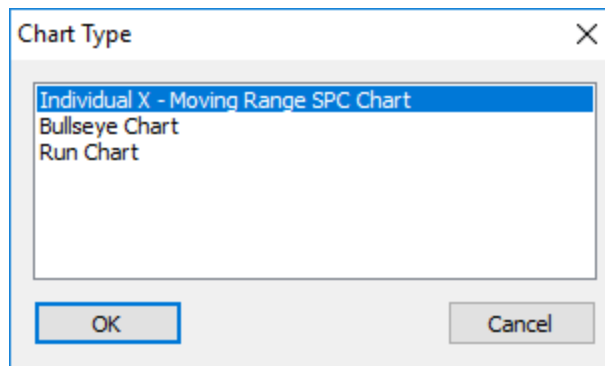 Chart Type
Individual X - Moving Range SPC Chart
Bullseye Chart
Run Chart
OK
Cancel